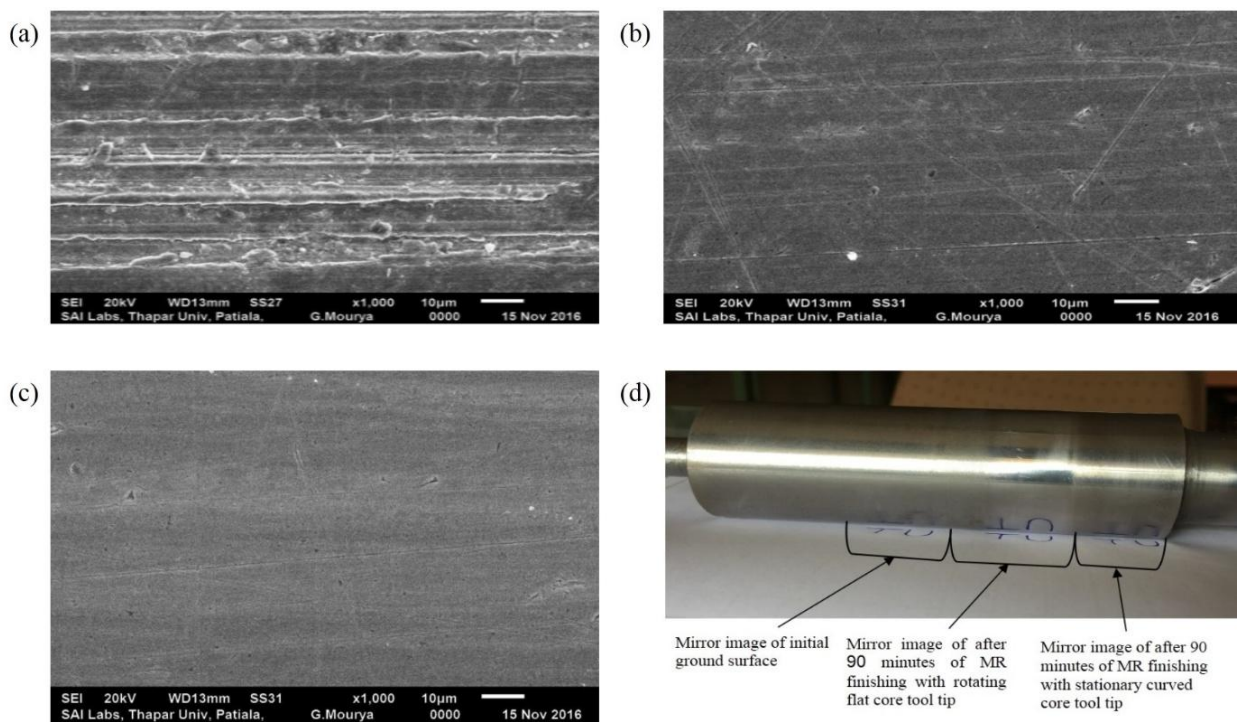 (a)
SEI 20kV WD13mm SS27 x1,000 10µm
SAI Labs, Thapar Univ, Patiala, G.Mourya 0000 15 Nov 2016
(b)
SEI 20kV WD13mm SS31 x1,000 10µm
SAI Labs, Thapar Univ, Patiala, G.Mourya 0000 15 Nov 2016
(c)
SEI 20kV WD13mm SS31 x1,000 10µm
SAI Labs, Thapar Univ, Patiala, G.Mourya 0000 15 Nov 2016
(d)
Mirror image of initial
ground surface
Mirror image of after
90 minutes of MR
finishing with rotating
flat core tool tip
Mirror image of after 90
minutes of MR finishing
with stationary curved
core tool tip